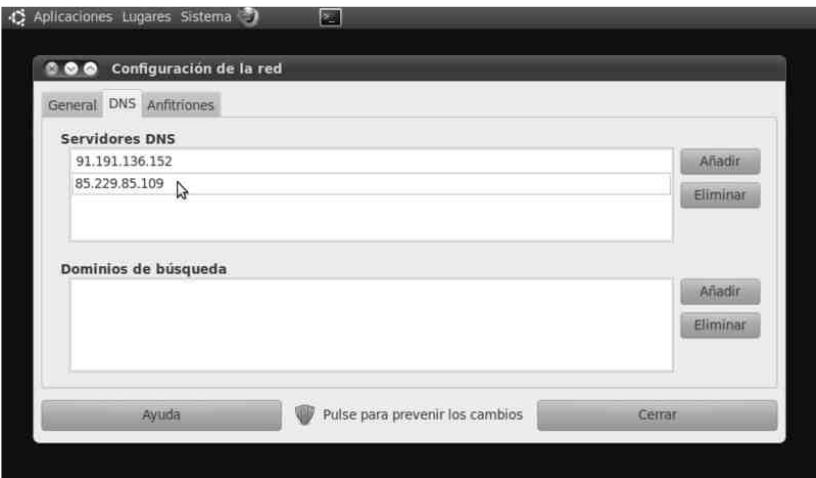 Aplicaciones Lugares Sistema
Configuración de la red
General DNS Anfitriones
Servidores DNS
91.191.136.152
Añadir
85.229.85.109
Eliminar
Dominios de búsqueda
Añadir
Eliminar
Ayuda
Pulse para prevenir los cambios
Cerrar